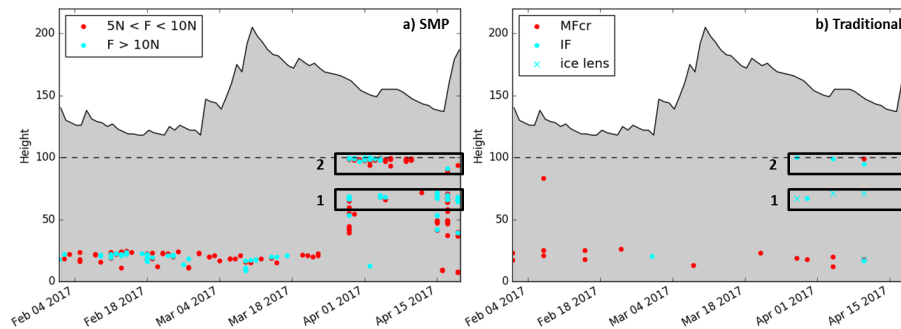 5N < F < 10N
F > 10N
a) SMP
200
150
100
50
0
Height
2
1
Feb 04 2017
Feb 18 2017
Mar 04 2017
Mar 18 2017
Apr 01 2017
Apr 15 2017
MFcr
IF
ice lens
b) Traditional
200
150
100
50
0
Height
2
1
Feb 04 2017
Feb 18 2017
Mar 04 2017
Mar 18 2017
Apr 01 2017
Apr 15 2017